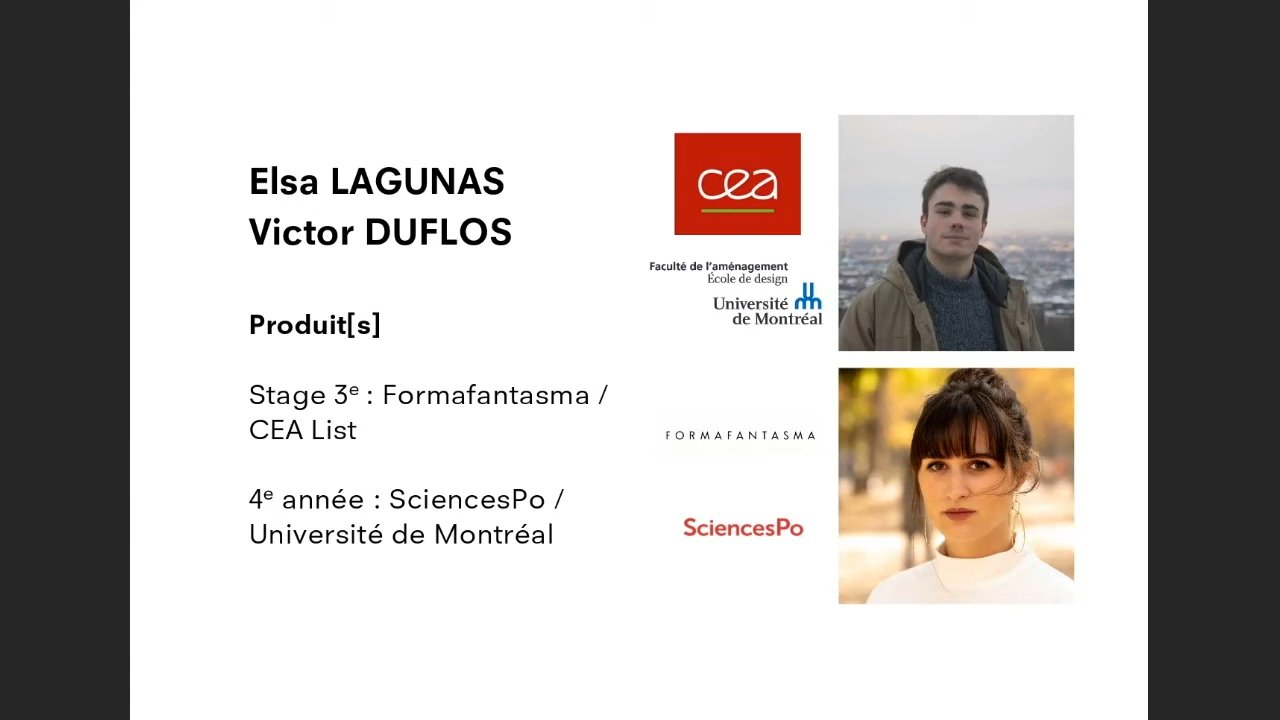 Elsa LAGUNAS
Victor DUFLOS
Produit[s]
Stage 3ᵉ : Formafantasma /
CEA List
4ᵉ année : SciencesPo /
Université de Montréal
cea
Faculté de l'aménagement
École de design
Université
de Montréal
FORMAFANTASMA
SciencesPo